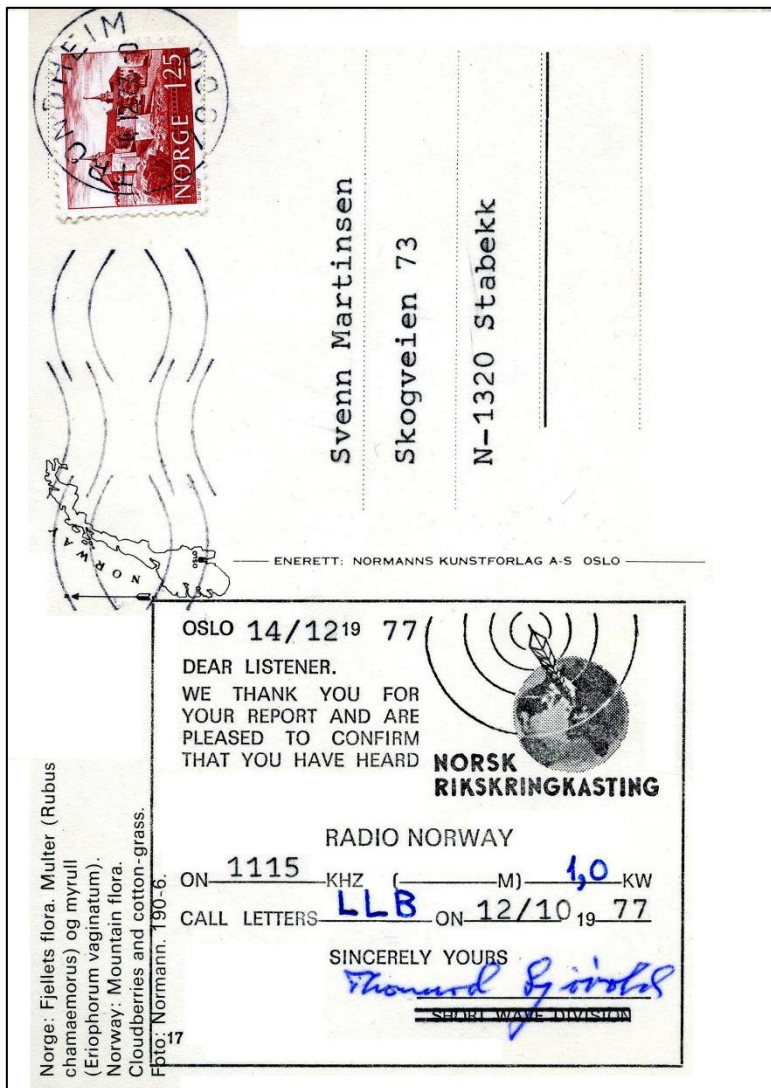 TRONDHEIM
NORGE 125
Svenn Martinsen
Skogveien 73
N-1320 Stabekk
NORWAY
OSLO
ENERETT: NORMANNS KUNSTFORLAG A-S OSLO
OSLO 14/12 19 77
DEAR LISTENER.
WE THANK YOU FOR
YOUR REPORT AND ARE
PLEASED TO CONFIRM
THAT YOU HAVE HEARD
NORSK
RIKSKRINGKASTING
RADIO NORWAY
ON 1115 KHZ ( M) 1,0 KW
CALL LETTERS LLB ON 12/10 19 77
SINCERELY YOURS
SHORT WAVE DIVISION
17
Norge: Fjellets flora. Multer (Rubus
chamaemorus) og myrull
(Eriophorum vaginatum).
Norway: Mountain flora.
Cloudberries and cotton-grass.
Foto: Normann. 190-6.